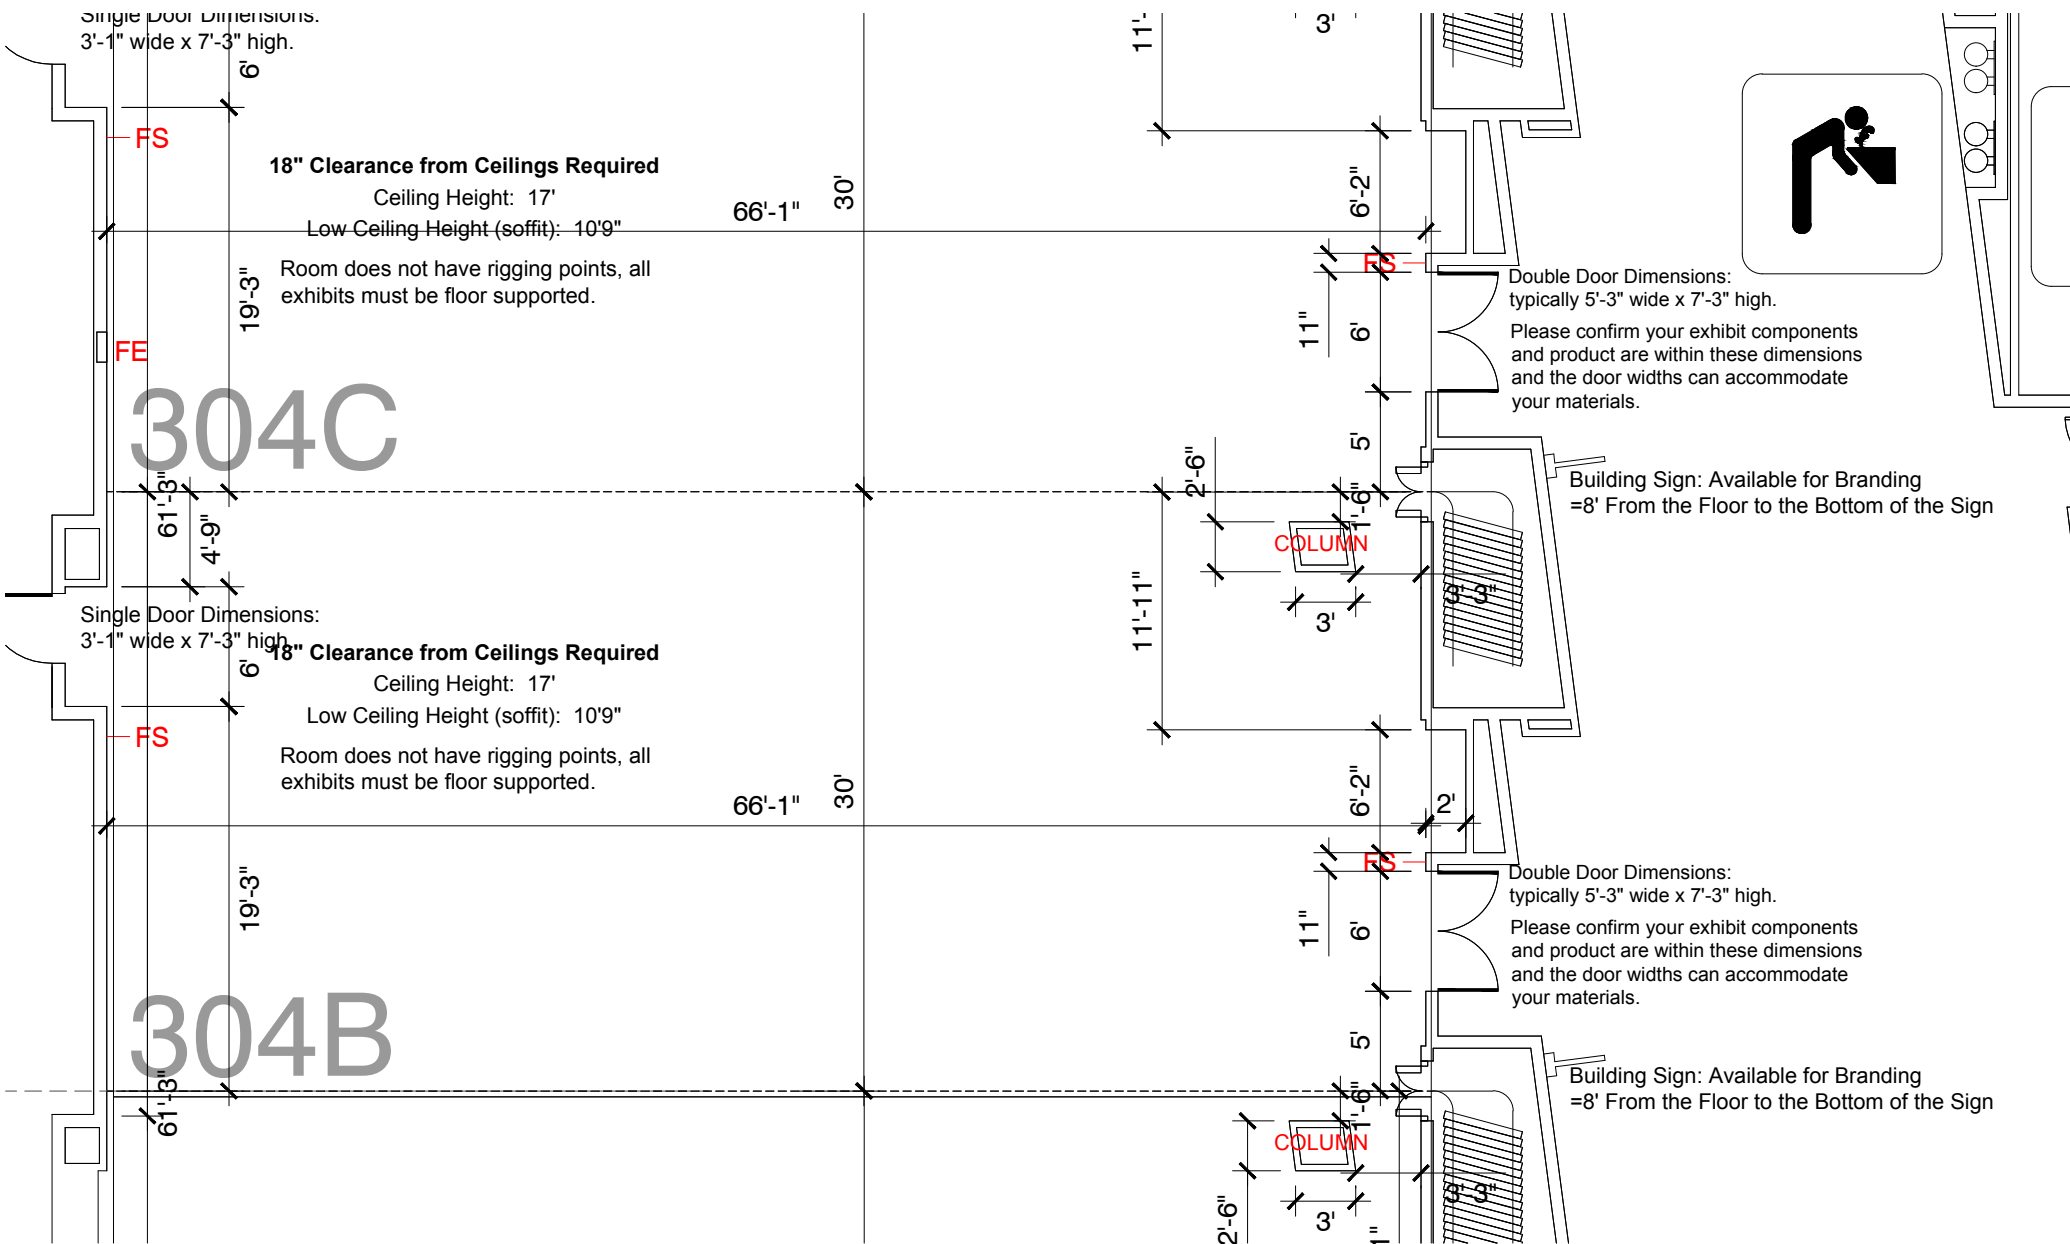 Single Door Dimensions:
3'-1" wide x 7'-3" high.
6'
11'-
3'
FS
18" Clearance from Ceilings Required
Ceiling Height: 17'
Low Ceiling Height (soffit): 10'9"
66'-1"
30'
6'-2"
Room does not have rigging points, all
exhibits must be floor supported.
19'-3"
FS
Double Door Dimensions:
typically 5'-3" wide x 7'-3" high.
11"
6'
Please confirm your exhibit components
and product are within these dimensions
and the door widths can accommodate
your materials.
FE
304C
5'
61'-3"
4'-9"
2'-6"
1'-6"
Building Sign: Available for Branding
=8' From the Floor to the Bottom of the Sign
COLUMN
3'-3"
3'
11'-11"
Single Door Dimensions:
3'-1" wide x 7'-3" high.
6'
18" Clearance from Ceilings Required
Ceiling Height: 17'
Low Ceiling Height (soffit): 10'9"
FS
Room does not have rigging points, all
exhibits must be floor supported.
66'-1"
30'
6'-2"
2'
19'-3"
FS
Double Door Dimensions:
typically 5'-3" wide x 7'-3" high.
11"
6'
Please confirm your exhibit components
and product are within these dimensions
and the door widths can accommodate
your materials.
304B
5'
61'-3"
1'-6"
Building Sign: Available for Branding
=8' From the Floor to the Bottom of the Sign
COLUMN
3'-3"
2'-6"
3'
1"